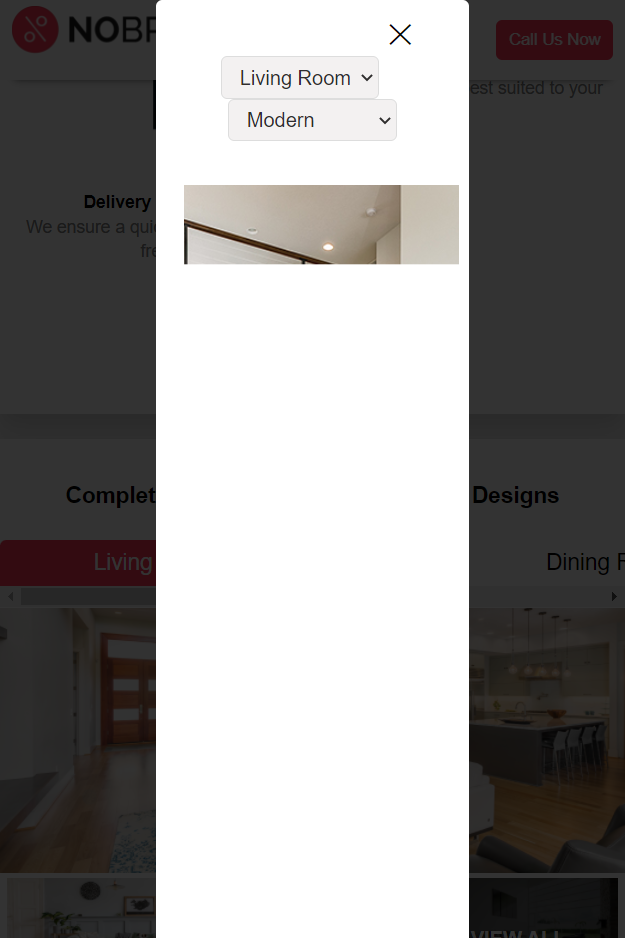 NOBR
Call Us Now
Living Room
est suited to your
Modern
Delivery
We ensure a quic
fre
Complet
Designs
Living
Dining R
VIEW ALL